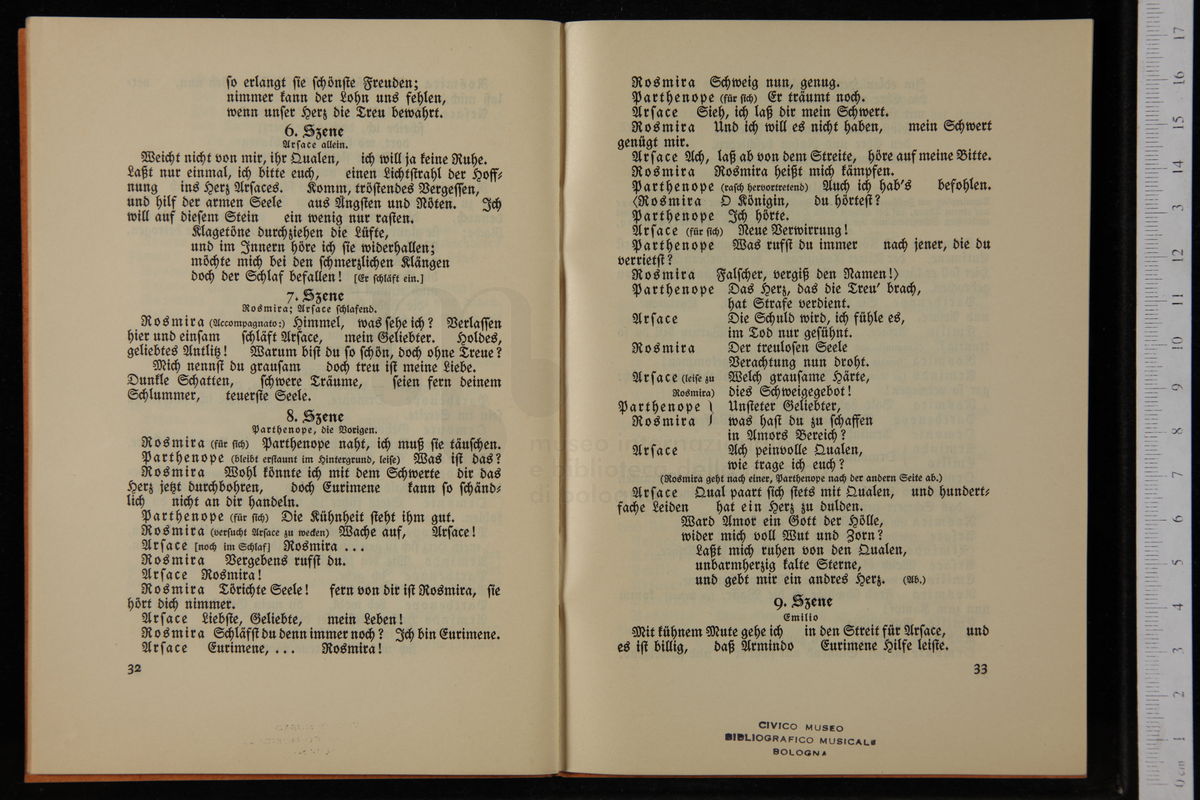 so erlangt sie schönste Freuden;
nimmer kann der Lohn uns fehlen,
wenn unser Herz die Treu bewahrt.
6. Szene
Arsace allein.
Weicht nicht von mir, ihr Qualen, ich will ja keine Ruhe.
Laßt nur einmal, ich bitte euch, einen Lichtstrahl der Hoff-
nung ins Herz Arsaces. Komm, tröstendes Vergessen,
und hilf der armen Seele aus Ängsten und Nöten. Ich
will auf diesem Stein ein wenig nur rasten.
Klagetöne durchziehen die Lüfte,
und im Innern höre ich sie widerhallen;
möchte mich bei den schmerzlichen Klängen
doch der Schlaf befallen! [Er schläft ein.]
7. Szene
Rosmira; Arsace schlafend.
Rosmira (Accompagnato:) Himmel, was sehe ich? Verlassen
hier und einsam schläft Arsace, mein Geliebter. Holdes,
geliebtes Antlitz! Warum bist du so schön, doch ohne Treue?
Mich nennst du grausam doch treu ist meine Liebe.
Dunkle Schatten, schwere Träume, seien fern deinem
Schlummer, teuerste Seele.
8. Szene
Parthenope, die Vorigen.
Rosmira (für sich) Parthenope naht, ich muß sie täuschen.
Parthenope (bleibt erstaunt im Hintergrund, leise) Was ist das?
Rosmira Wohl könnte ich mit dem Schwerte dir das
Herz jetzt durchbohren, doch Eurimene kann so schänd-
lich nicht an dir handeln.
Parthenope (für sich) Die Kühnheit steht ihm gut.
Rosmira (versucht Arsace zu wecken) Wache auf, Arsace!
Arsace [noch im Schlaf] Rosmira ...
Rosmira Vergebens rufst du.
Arsace Rosmira!
Rosmira Törichte Seele! fern von dir ist Rosmira, sie
hört dich nimmer.
Arsace Liebste, Geliebte, mein Leben!
Rosmira Schläfst du denn immer noch? Ich bin Eurimene.
Arsace Eurimene, ... Rosmira!
32
Rosmira Schweig nun, genug.
Parthenope (für sich) Er träumt noch.
Arsace Sieh, ich laß dir mein Schwert.
Rosmira Und ich will es nicht haben, mein Schwert
genügt mir.
Arsace Ach, laß ab von dem Streite, höre auf meine Bitte.
Rosmira Rosmira heißt mich kämpfen.
Parthenope (rasch hervortretend) Auch ich hab's befohlen.
⟨Rosmira O Königin, du hörtest?
Parthenope Ich hörte.
Arsace (für sich) Neue Verwirrung!
Parthenope Was rufst du immer nach jener, die du
verrietst?
Rosmira Falscher, vergiß den Namen!⟩
Parthenope Das Herz, das die Treu' brach,
hat Strafe verdient.
Arsace Die Schuld wird, ich fühle es,
im Tod nur gesühnt.
Rosmira Der treulosen Seele
Verachtung nun droht.
Arsace (leise zu Welch grausame Härte,
Rosmira) dies Schweigegebot!
Parthenope } Unsteter Geliebter,
Rosmira } was hast du zu schaffen
in Amors Bereich?
Arsace Ach peinvolle Qualen,
wie trage ich euch?
(Rosmira geht nach einer, Parthenope nach der andern Seite ab.)
Arsace Qual paart sich stets mit Qualen, und hundert-
fache Leiden hat ein Herz zu dulden.
Ward Amor ein Gott der Hölle,
wider mich voll Wut und Zorn?
Laßt mich ruhen von den Qualen,
unbarmherzig kalte Sterne,
und gebt mir ein andres Herz. (Ab.)
9. Szene
Emilio
Mit kühnem Mute gehe ich in den Streit für Arsace, und
es ist billig, daß Armindo Eurimene Hilfe leiste.
33
CIVICO MUSEO
BIBLIOGRAFICO MUSICALE
BOLOGNA